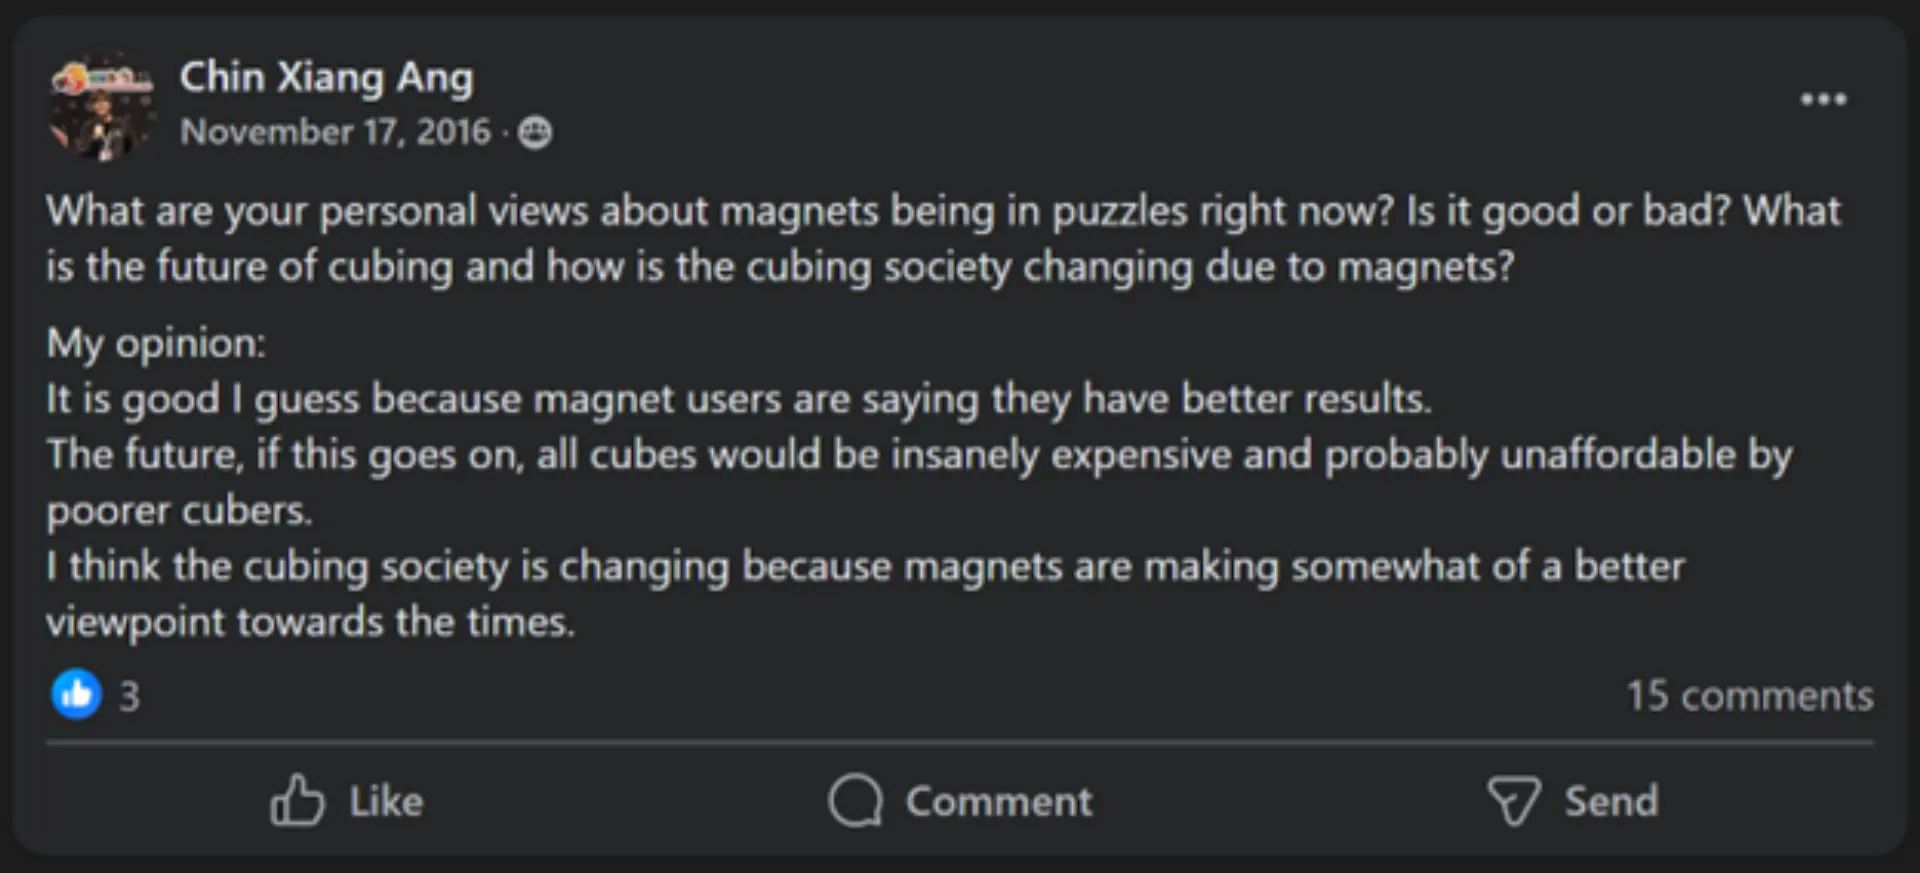 Chin Xiang Ang
November 17, 2016 ·
What are your personal views about magnets being in puzzles right now? Is it good or bad? What
is the future of cubing and how is the cubing society changing due to magnets?
My opinion:
It is good I guess because magnet users are saying they have better results.
The future, if this goes on, all cubes would be insanely expensive and probably unaffordable by
poorer cubers.
I think the cubing society is changing because magnets are making somewhat of a better
viewpoint towards the times.
3
15 comments
Like
Comment
Send